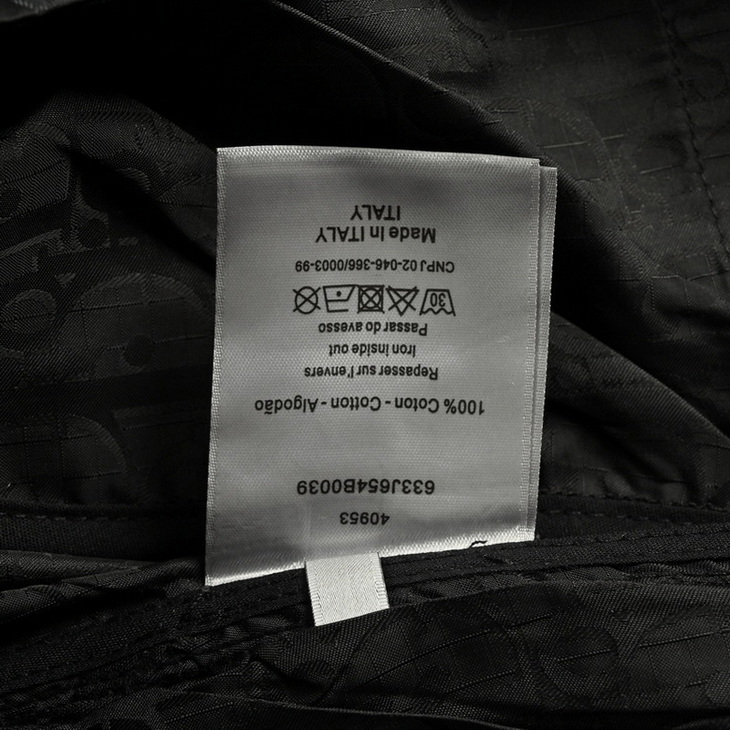 40953
633J654B0039
100% Coton - Cotton - Algodão
Repasser sur l'envers
Iron inside out
Passar do avesso
30
CNPJ 02-046-366/0003-99
Made in ITALY
ITALY